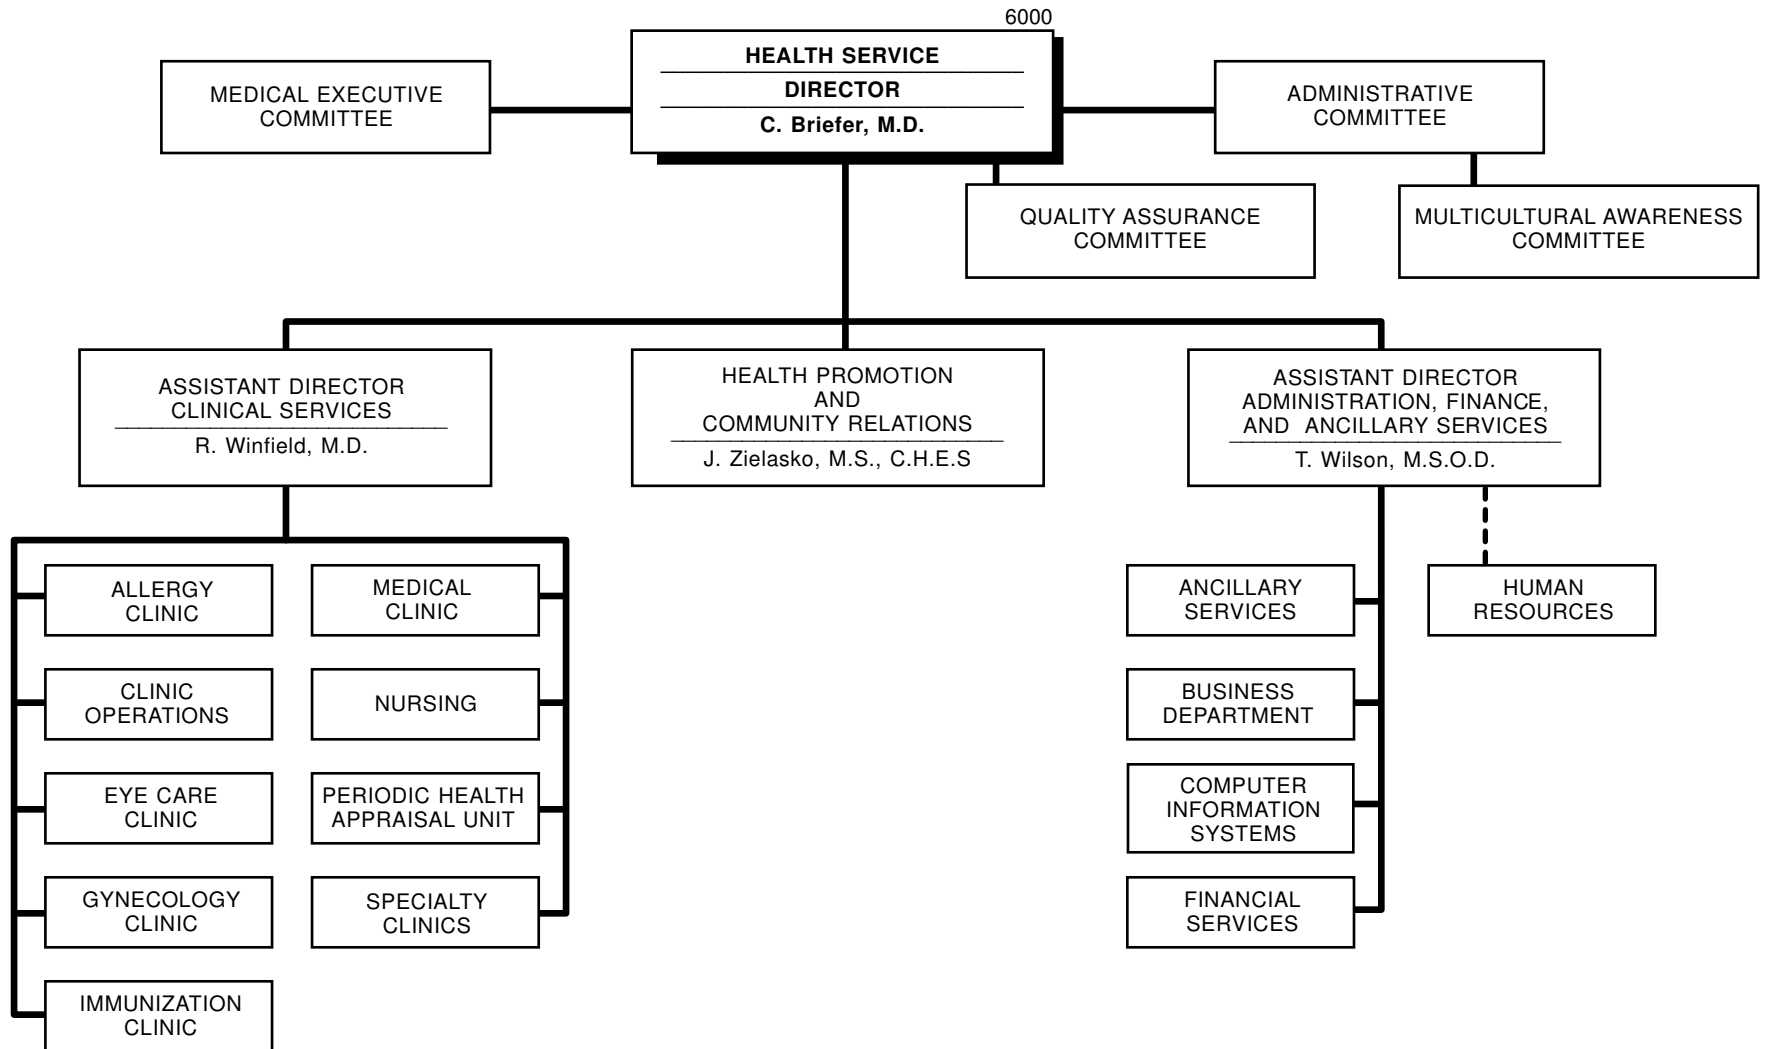 6000
HEALTH SERVICE
DIRECTOR
C. Briefer, M.D.
MEDICAL EXECUTIVE
COMMITTEE
ADMINISTRATIVE
COMMITTEE
QUALITY ASSURANCE
COMMITTEE
MULTICULTURAL AWARENESS
COMMITTEE
ASSISTANT DIRECTOR
CLINICAL SERVICES
R. Winfield, M.D.
HEALTH PROMOTION
AND
COMMUNITY RELATIONS
J. Zielasko, M.S., C.H.E.S
ASSISTANT DIRECTOR
ADMINISTRATION, FINANCE,
AND ANCILLARY SERVICES
T. Wilson, M.S.O.D.
ALLERGY
CLINIC
CLINIC
OPERATIONS
EYE CARE
CLINIC
GYNECOLOGY
CLINIC
IMMUNIZATION
CLINIC
MEDICAL
CLINIC
NURSING
PERIODIC HEALTH
APPRAISAL UNIT
SPECIALTY
CLINICS
ANCILLARY
SERVICES
BUSINESS
DEPARTMENT
COMPUTER
INFORMATION
SYSTEMS
FINANCIAL
SERVICES
HUMAN
RESOURCES